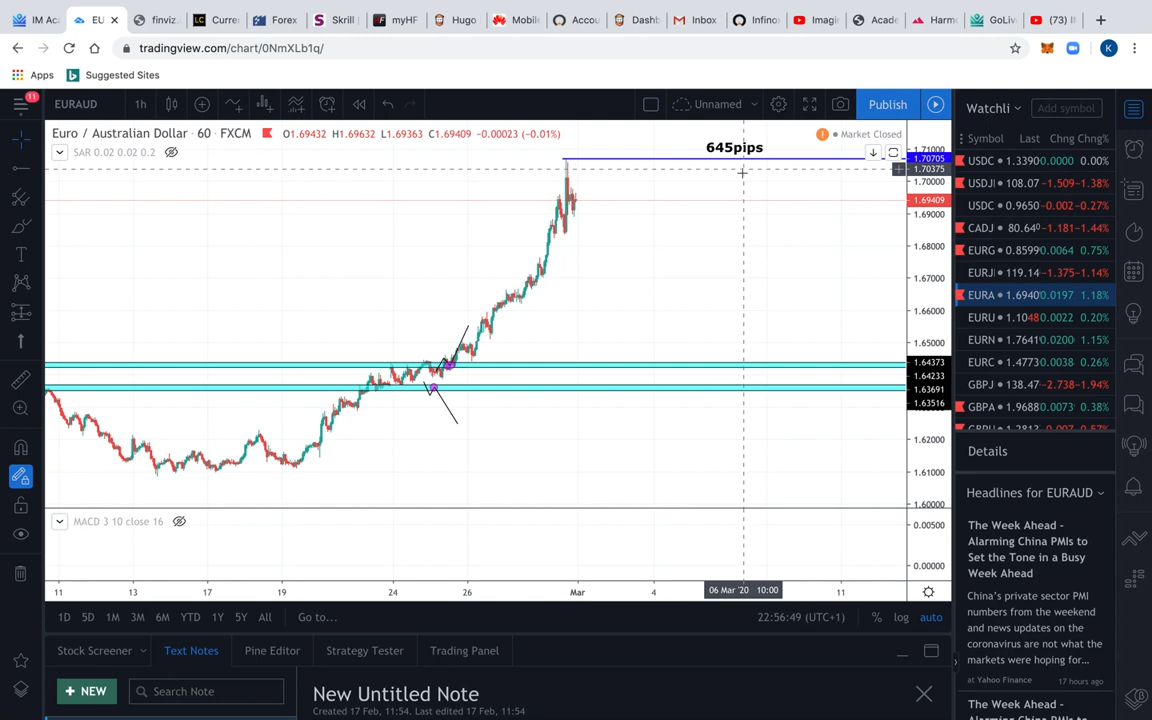 IM Ac EU finviz. Curre Forex Skrill myHF Hugo Mobile Accou Dashb Inbox Infino Imagi Acade Harm GoLive (73)
tradingview.com/chart/0NmXLb1q/
Apps Suggested Sites
11 EURAUD 1h Unnamed Publish Watchli Add symbol
Euro / Australian Dollar · 60 · FXCM O1.69432 H1.69632 L1.69363 C1.69409 −0.00023 (−0.01%) Market Closed
SAR 0.02 0.02 0.2
645pips
Symbol Last Chng Chng%
USDC 1.3390 0.0000 0.00%
USDJ 108.07 −1.509 −1.38%
USDC 0.9650 −0.002 −0.27%
CADJ 80.640 −1.181 −1.44%
EURG 0.8599 0.0064 0.75%
EURJ 119.14 −1.375 −1.14%
EURA 1.6940 0.0197 1.18%
EURU 1.1048 0.0022 0.20%
EURN 1.7641 0.0200 1.15%
EURC 1.4773 0.0038 0.26%
GBPJ 138.47 −2.738 −1.94%
GBPA 1.9688 0.0073 0.38%
1.71000
1.70705
1.70375
1.70000
1.69409
1.69000
1.68000
1.67000
1.66000
1.65000
1.64373
1.64233
1.63691
1.63516
1.62000
1.61000
1.60000
MACD 3 10 close 16
0.00500
0.00000
11 13 17 19 24 26 Mar 4 06 Mar '20 10:00 11
1D 5D 1M 3M 6M YTD 1Y 5Y All Go to... 22:56:49 (UTC+1) % log auto
Stock Screener Text Notes Pine Editor Strategy Tester Trading Panel
+ NEW Search Note
New Untitled Note
Created 17 Feb, 11:54. Last edited 17 Feb, 11:54
Details
Headlines for EURAUD
The Week Ahead -
Alarming China PMIs to
Set the Tone in a Busy
Week Ahead
China's private sector PMI
numbers from the weekend
and news updates on the
coronavirus are not what the
markets were hoping for...
at Yahoo Finance 17 hours ago
The Week Ahead -